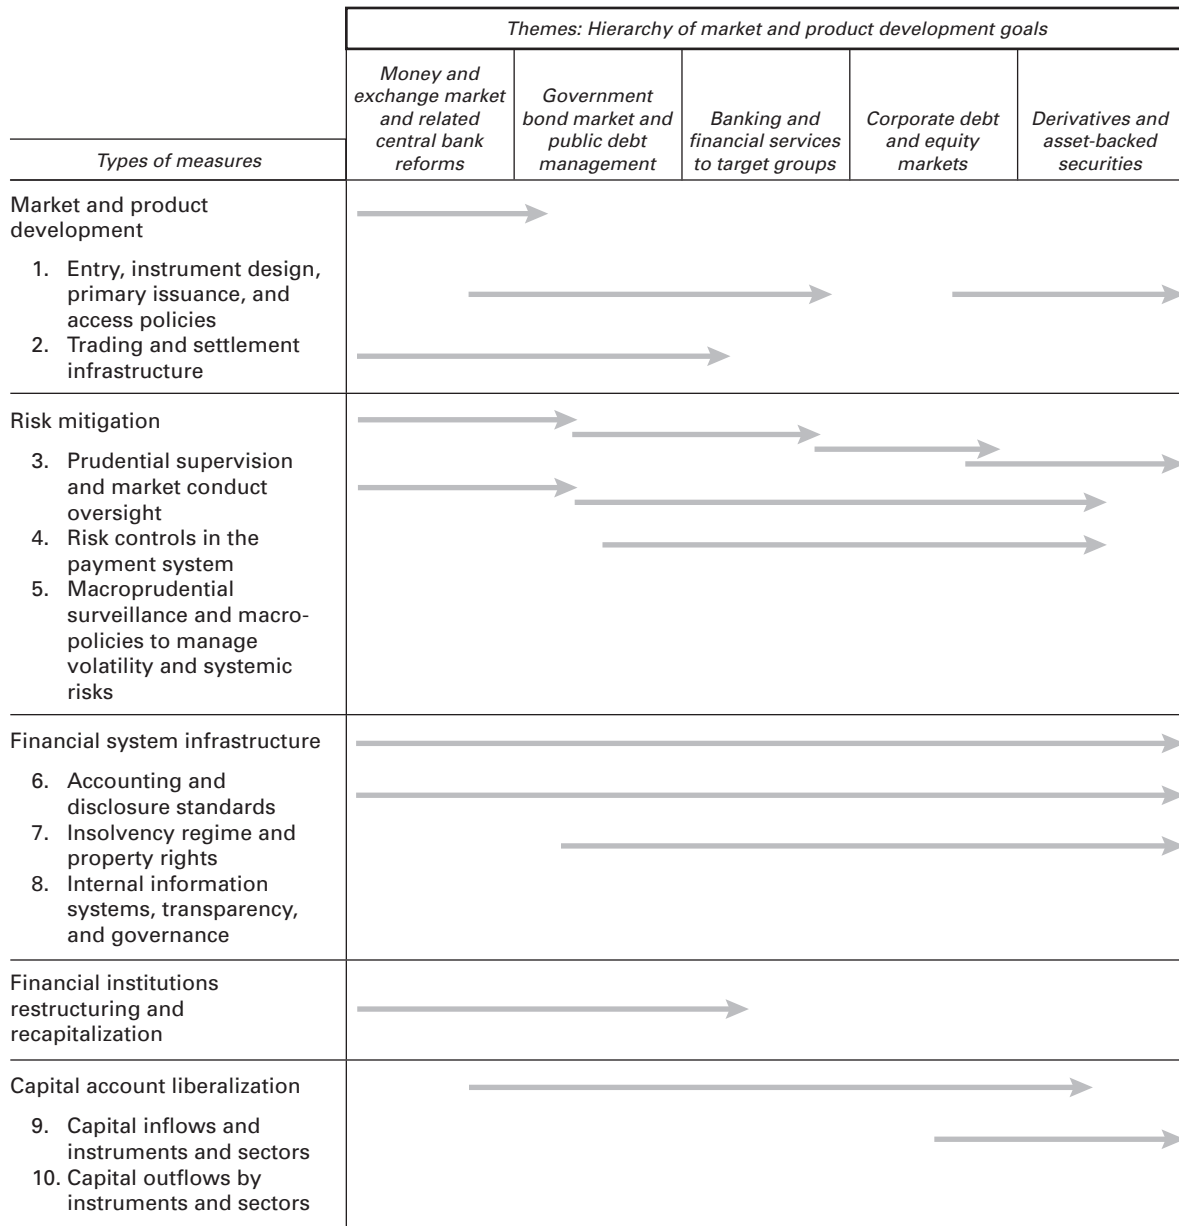 Themes: Hierarchy of market and product development goals
Types of measures
Money and
exchange market
and related
central bank
reforms
Government
bond market and
public debt
management
Banking and
financial services
to target groups
Corporate debt
and equity
markets
Derivatives and
asset-backed
securities
Market and product
development
1. Entry, instrument design,
primary issuance, and
access policies
2. Trading and settlement
infrastructure
Risk mitigation
3. Prudential supervision
and market conduct
oversight
4. Risk controls in the
payment system
5. Macroprudential
surveillance and macro-
policies to manage
volatility and systemic
risks
Financial system infrastructure
6. Accounting and
disclosure standards
7. Insolvency regime and
property rights
8. Internal information
systems, transparency,
and governance
Financial institutions
restructuring and
recapitalization
Capital account liberalization
9. Capital inflows and
instruments and sectors
10. Capital outflows by
instruments and sectors